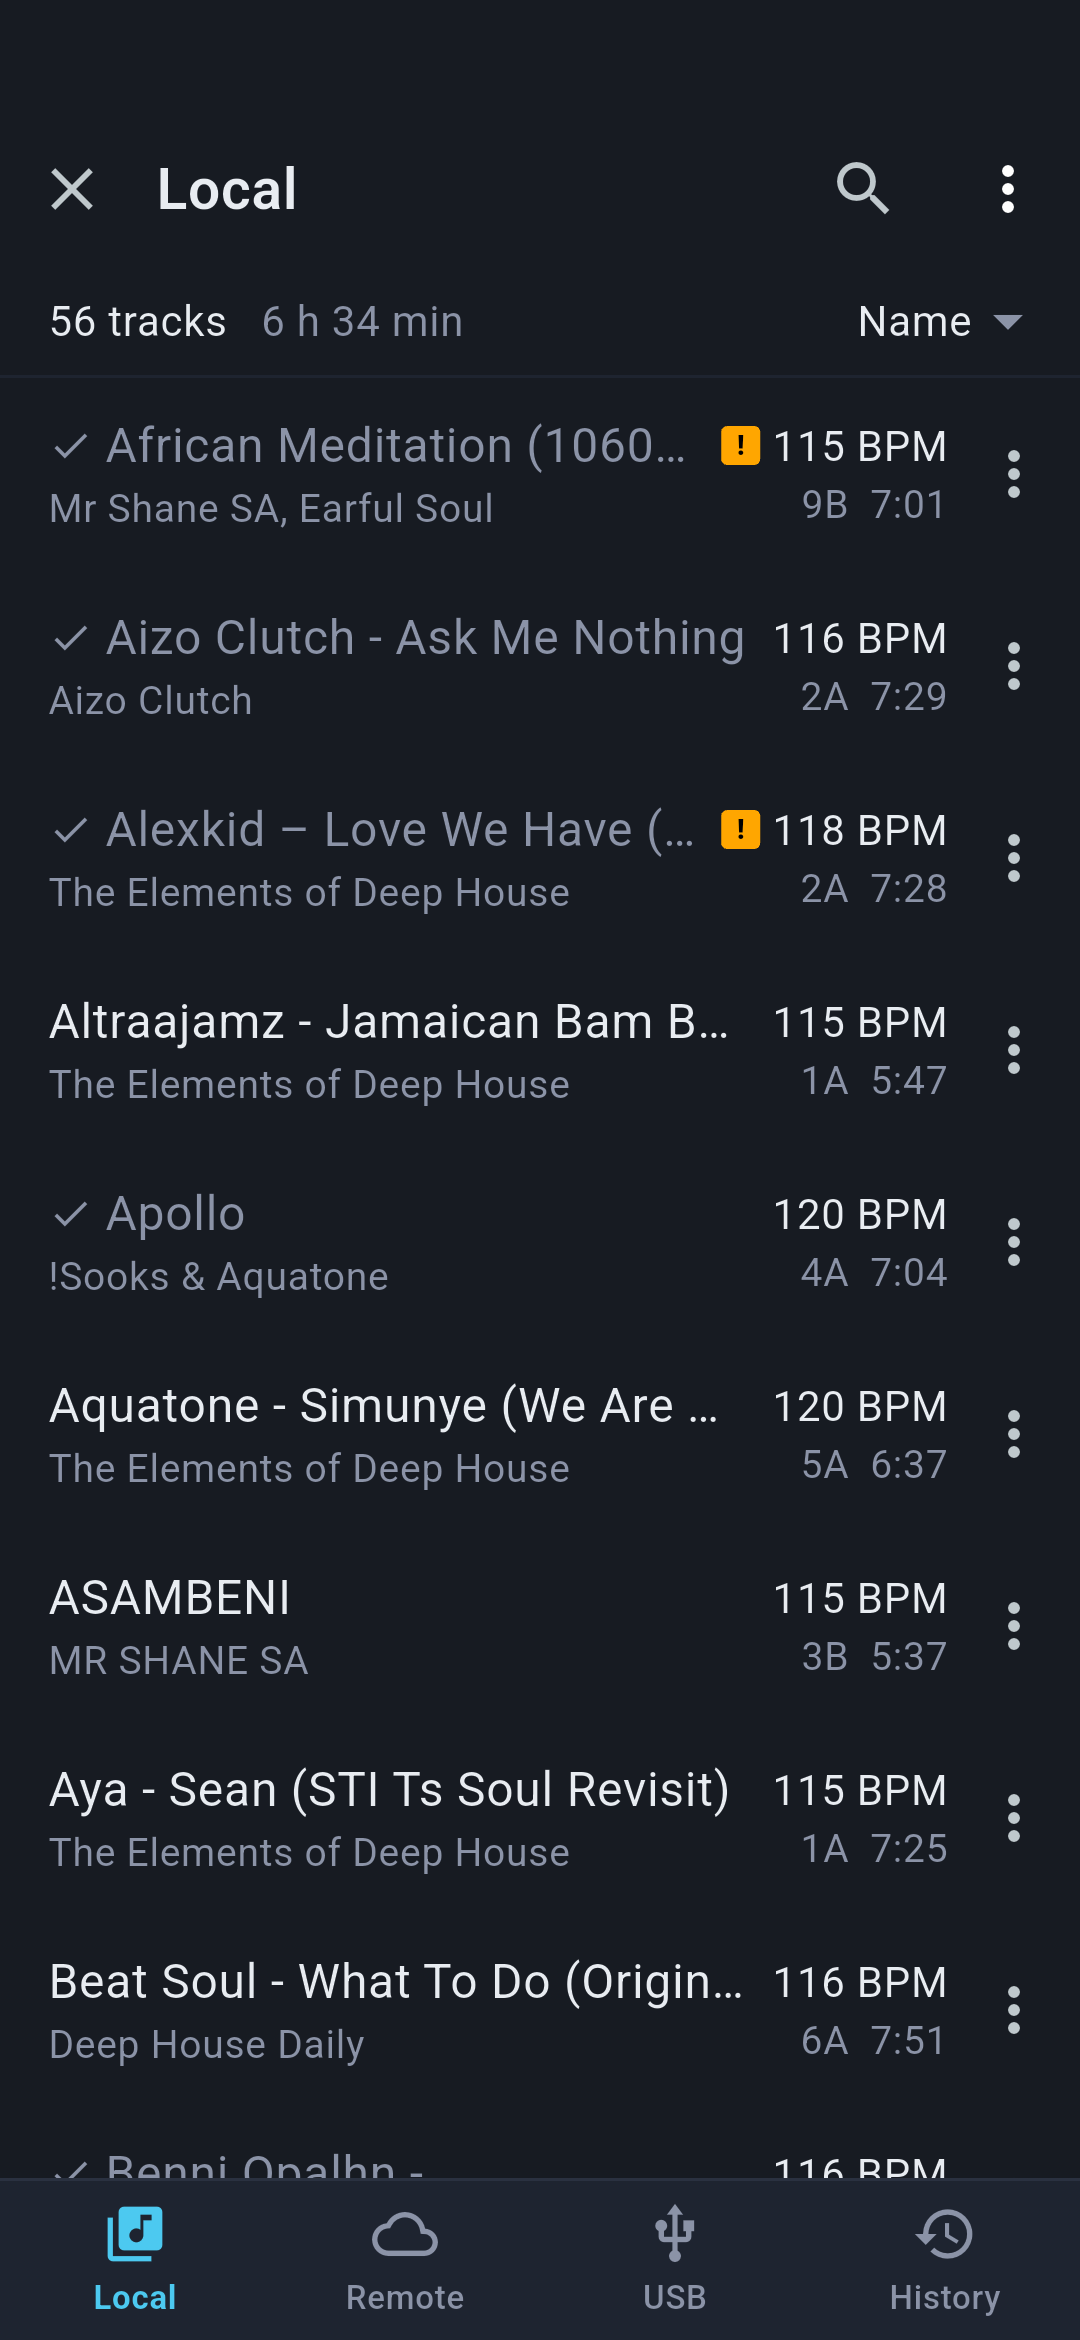 Local
56 tracks 6 h 34 min Name
African Meditation (1060... ! 115 BPM
Mr Shane SA, Earful Soul 9B 7:01
Aizo Clutch - Ask Me Nothing 116 BPM
Aizo Clutch 2A 7:29
Alexkid – Love We Have (... ! 118 BPM
The Elements of Deep House 2A 7:28
Altraajamz - Jamaican Bam B... 115 BPM
The Elements of Deep House 1A 5:47
Apollo 120 BPM
!Sooks & Aquatone 4A 7:04
Aquatone - Simunye (We Are ... 120 BPM
The Elements of Deep House 5A 6:37
ASAMBENI 115 BPM
MR SHANE SA 3B 5:37
Aya - Sean (STI Ts Soul Revisit) 115 BPM
The Elements of Deep House 1A 7:25
Beat Soul - What To Do (Origin... 116 BPM
Deep House Daily 6A 7:51
Benni Opalhn - 116 BPM
Local Remote USB History